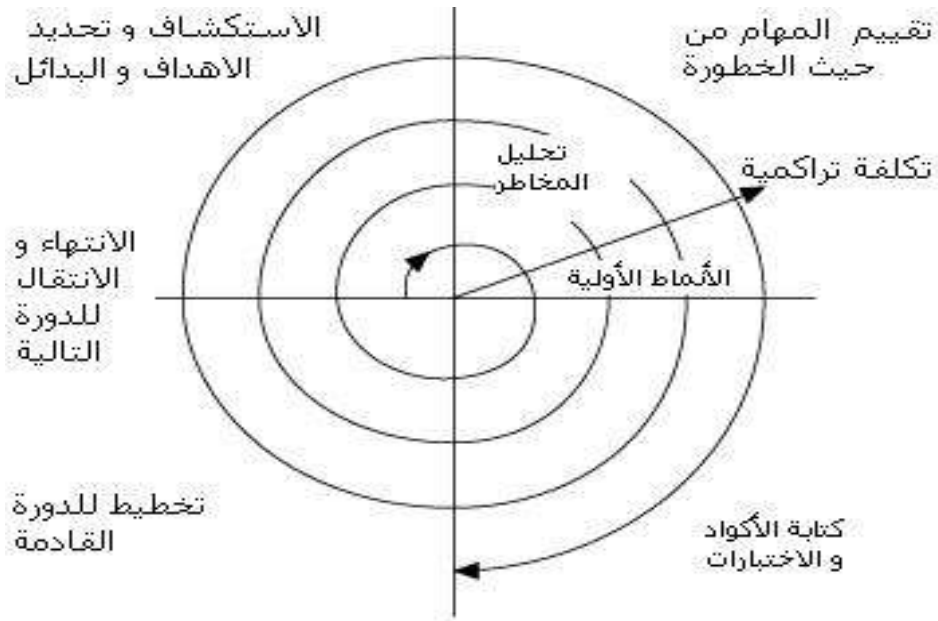 تقييم المهام من
حيث الخطورة
الاستكشاف و تحديد
الاهداف و البدائل
تحليل
المخاطر
تكلفة تراكمية
الأنماط الأولية
الانتهاء و
الانتقال
للدورة
التالية
كتابة الأكواد
و الاختبارات
تخطيط للدورة
القادمة